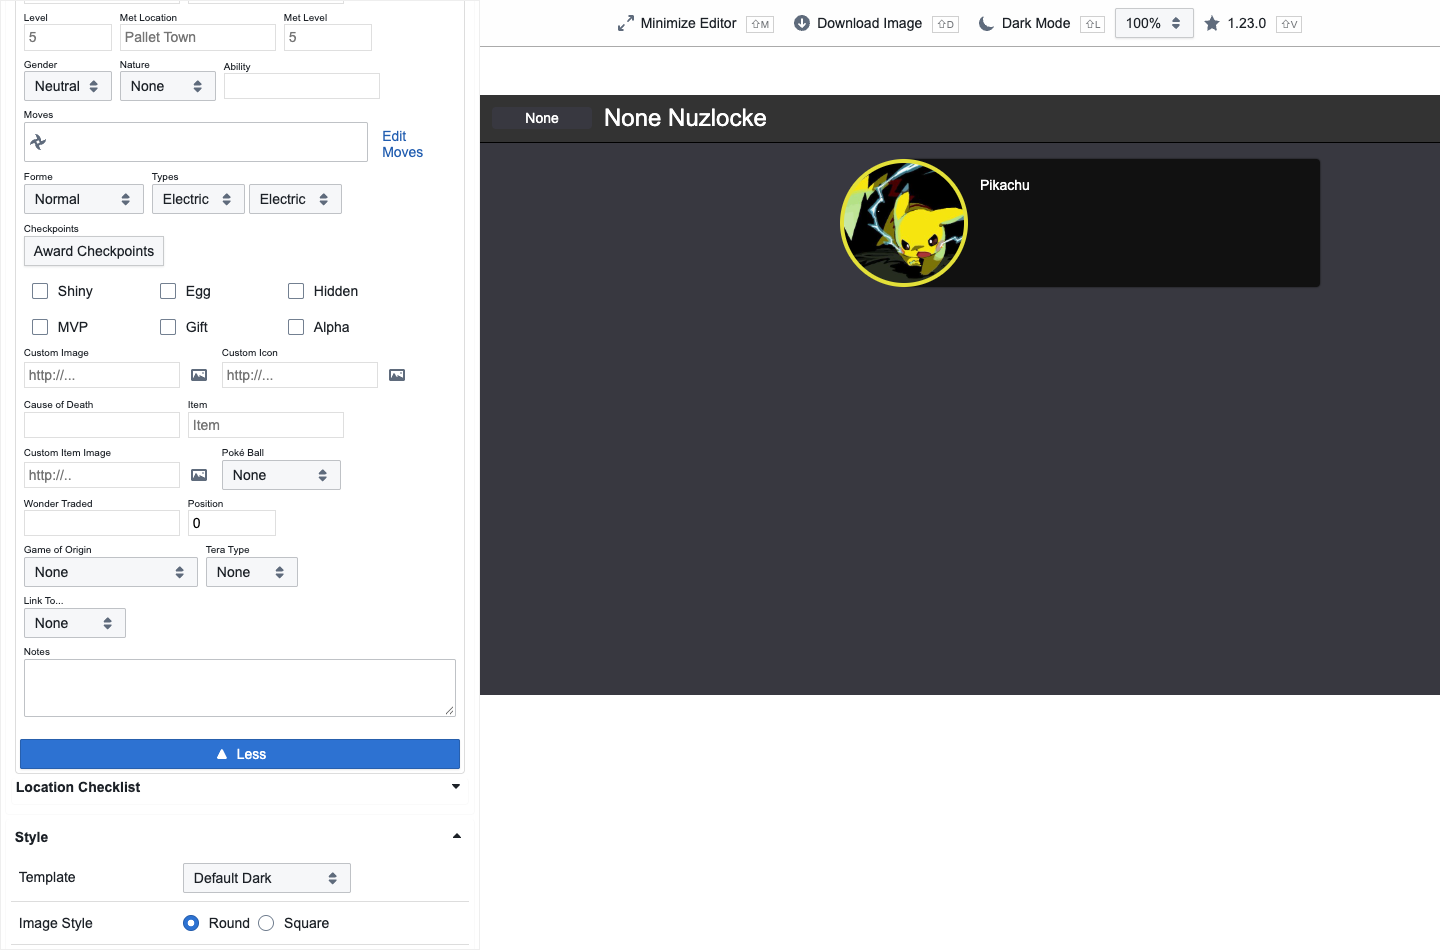 Minimize Editor ⇧M Download Image ⇧D Dark Mode ⇧L 100% 1.23.0 ⇧V
Level Met Location Met Level
5 Pallet Town 5
Gender Nature Ability
Neutral None
Moves
Edit Moves
Forme Types
Normal Electric Electric
Checkpoints
Award Checkpoints
Shiny Egg Hidden
MVP Gift Alpha
Custom Image Custom Icon
http://... http://...
Cause of Death Item
Item
Custom Item Image Poké Ball
http://.. None
Wonder Traded Position
0
Game of Origin Tera Type
None None
Link To...
None
Notes
Less
Location Checklist
Style
Template Default Dark
Image Style Round Square
None None Nuzlocke
Pikachu